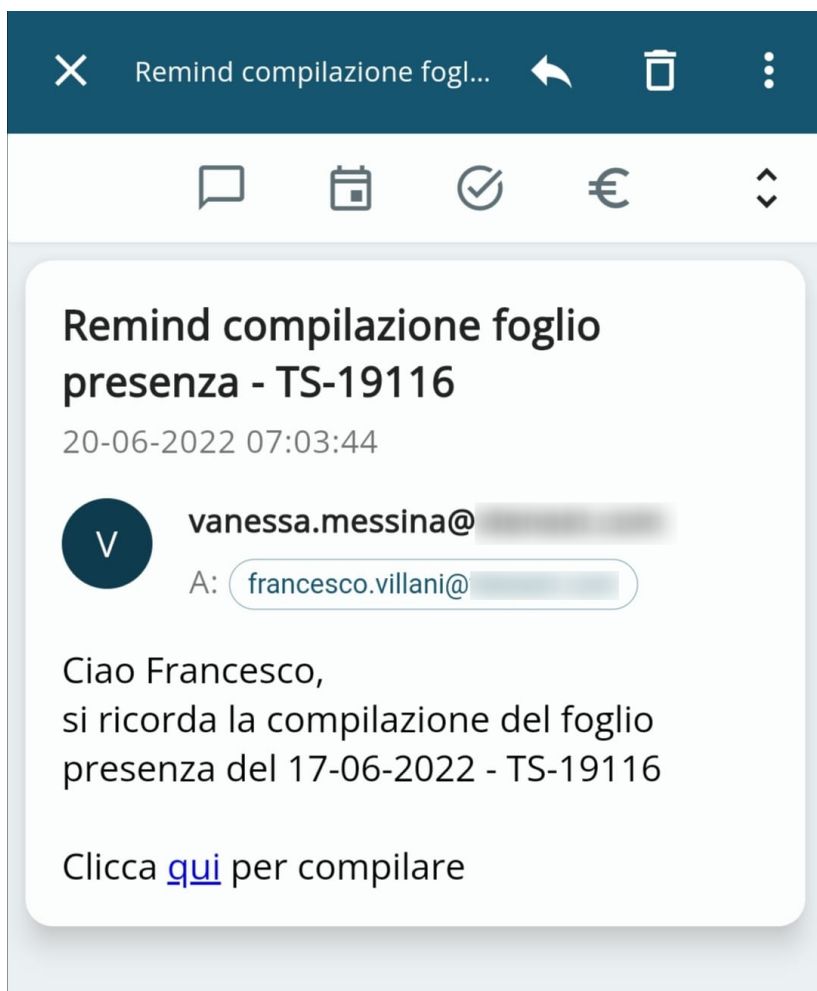 Remind compilazione fogl...
Remind compilazione foglio
presenza - TS-19116
20-06-2022 07:03:44
V
vanessa.messina@
A: francesco.villani@
Ciao Francesco,
si ricorda la compilazione del foglio
presenza del 17-06-2022 - TS-19116
Clicca qui per compilare